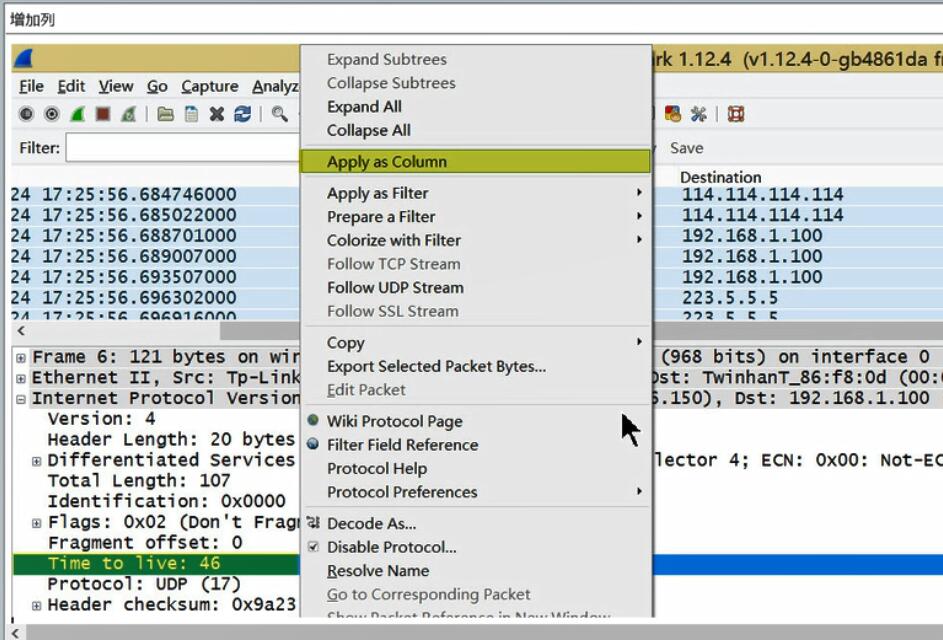 增加列
rk 1.12.4 (v1.12.4-0-gb4861da fr
File Edit View Go Capture Analyz
Filter:
Save
Destination
24 17:25:56.684746000 114.114.114.114
24 17:25:56.685022000 114.114.114.114
24 17:25:56.688701000 192.168.1.100
24 17:25:56.689007000 192.168.1.100
24 17:25:56.693507000 192.168.1.100
24 17:25:56.696302000 223.5.5.5
24 17:25:56.696916000 223.5.5.5
Expand Subtrees
Collapse Subtrees
Expand All
Collapse All
Apply as Column
Apply as Filter
Prepare a Filter
Colorize with Filter
Follow TCP Stream
Follow UDP Stream
Follow SSL Stream
Copy
Export Selected Packet Bytes...
Edit Packet
Wiki Protocol Page
Filter Field Reference
Protocol Help
Protocol Preferences
Decode As...
Disable Protocol...
Resolve Name
Go to Corresponding Packet
Show Packet Reference in New Window
Frame 6: 121 bytes on wir (968 bits) on interface 0
Ethernet II, Src: Tp-Link Dst: TwinhanT_86:f8:0d (00:
Internet Protocol Version 6.150), Dst: 192.168.1.100
Version: 4
Header Length: 20 bytes
Differentiated Services lector 4; ECN: 0x00: Not-EC
Total Length: 107
Identification: 0x0000
Flags: 0x02 (Don't Frag
Fragment offset: 0
Time to live: 46
Protocol: UDP (17)
Header checksum: 0x9a23